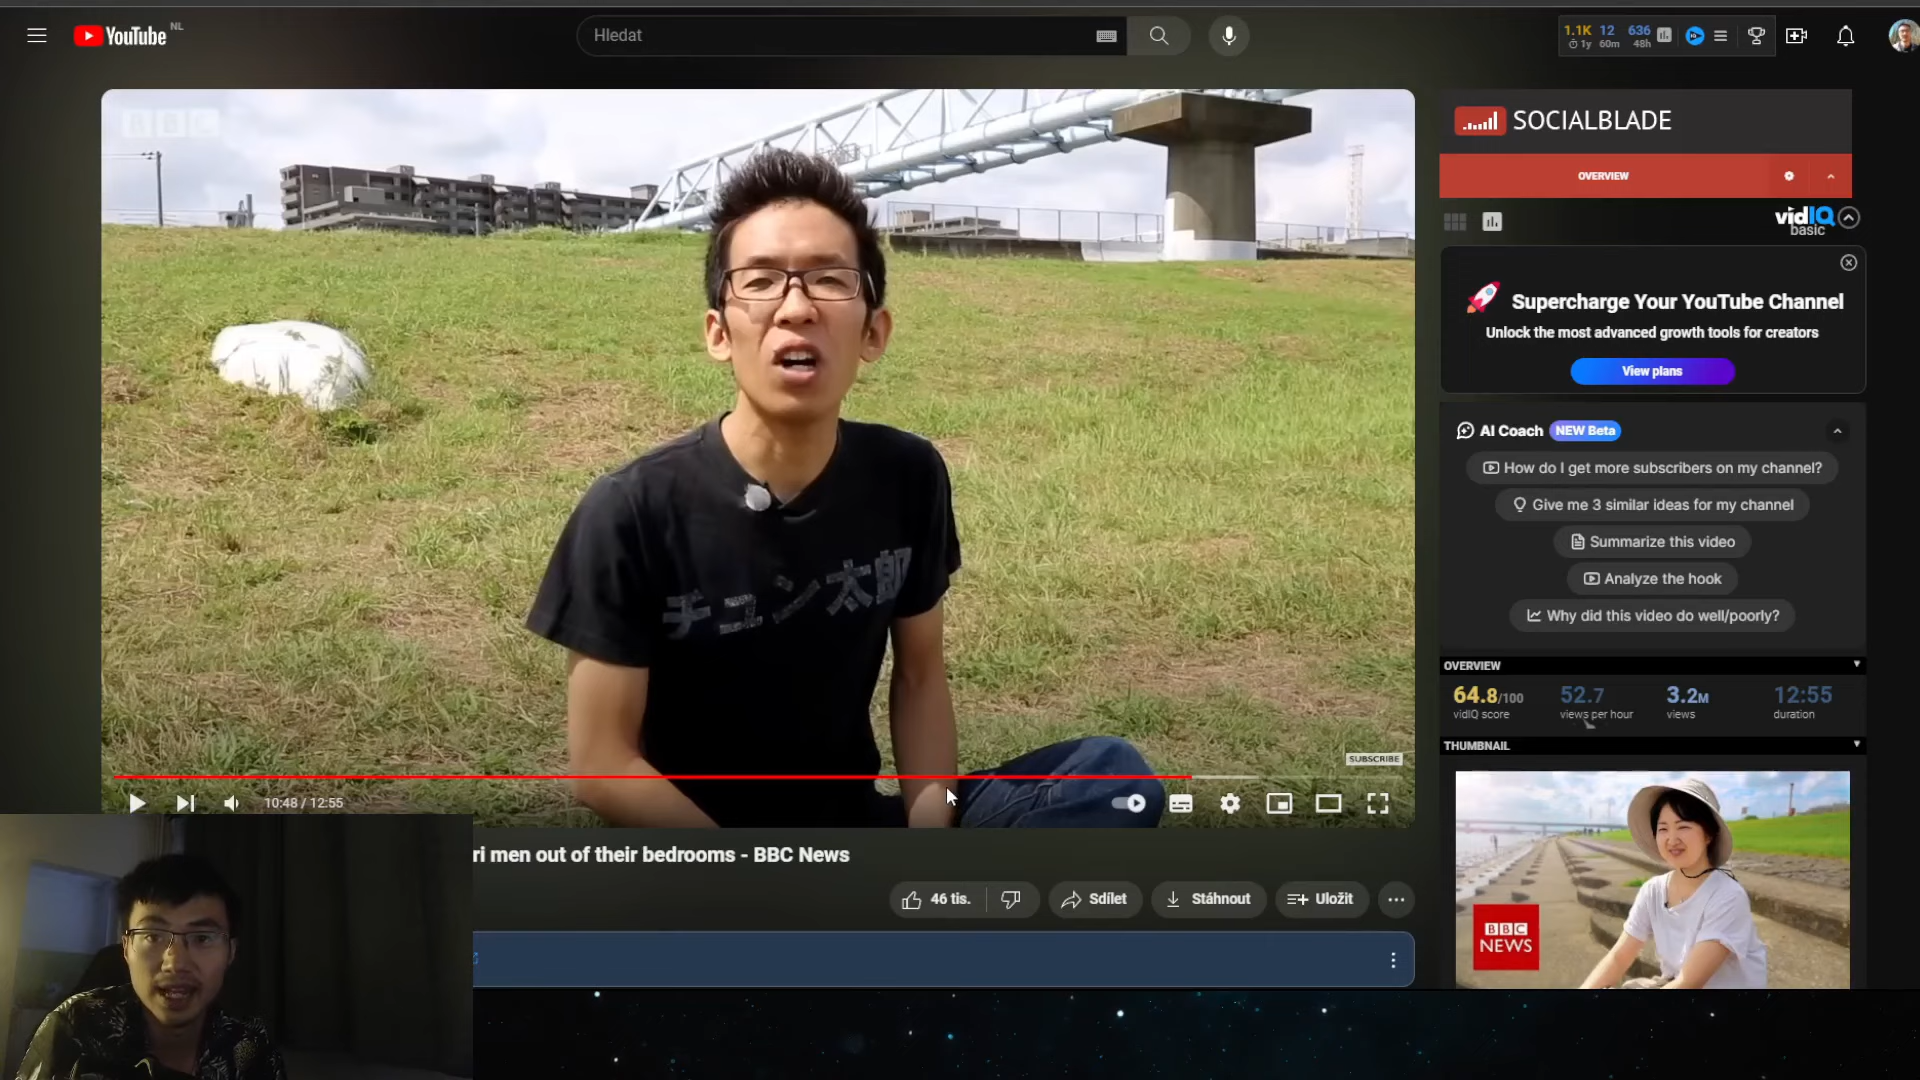 YouTube NL
Hledat
1.1K 12 636
1y 60m 48h
BBC
チュン太郎
SUBSCRIBE
10:48 / 12:55
ri men out of their bedrooms - BBC News
46 tis.
Sdílet
Stáhnout
Uložit
SOCIALBLADE
OVERVIEW
vidIQ
basic
Supercharge Your YouTube Channel
Unlock the most advanced growth tools for creators
View plans
AI Coach NEW Beta
How do I get more subscribers on my channel?
Give me 3 similar ideas for my channel
Summarize this video
Analyze the hook
Why did this video do well/poorly?
OVERVIEW
64.8/100 52.7 3.2M 12:55
vidIQ score views per hour views duration
THUMBNAIL
BBC
NEWS